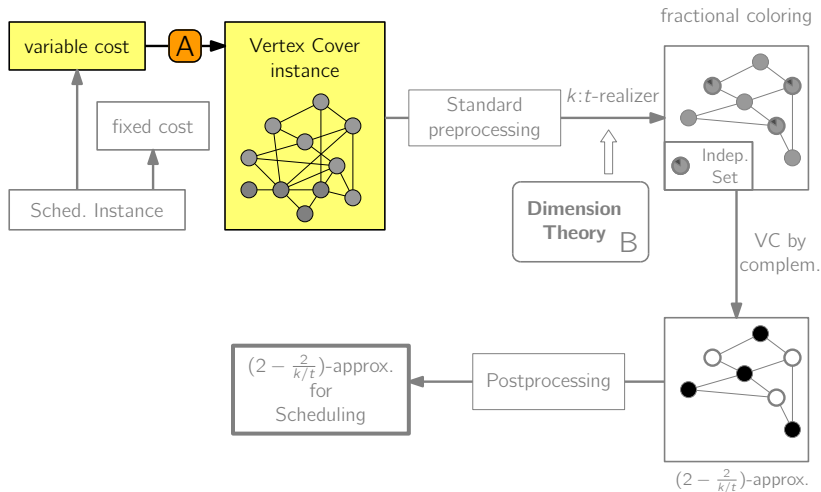 fractional coloring
variable cost
A
Vertex Cover
instance
fixed cost
Sched. Instance
Standard
preprocessing
k:t-realizer
Indep.
Set
Dimension
Theory
B
VC by
complem.
(2 − 2/(k/t))-approx.
for
Scheduling
Postprocessing
(2 − 2/(k/t))-approx.